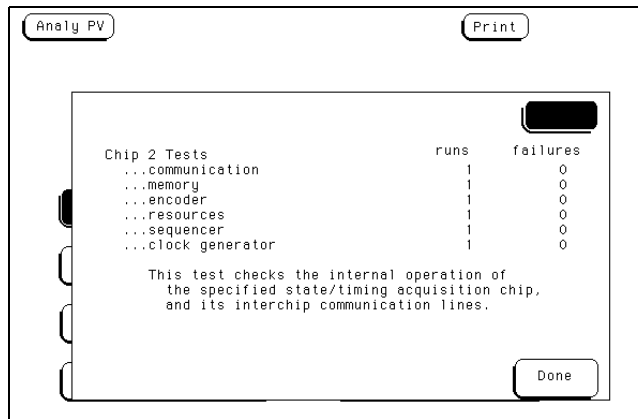 Analy PV
Print
Chip 2 Tests runs failures
...communication 1 0
...memory 1 0
...encoder 1 0
...resources 1 0
...sequencer 1 0
...clock generator 1 0
This test checks the internal operation of
the specified state/timing acquisition chip,
and its interchip communication lines.
Done